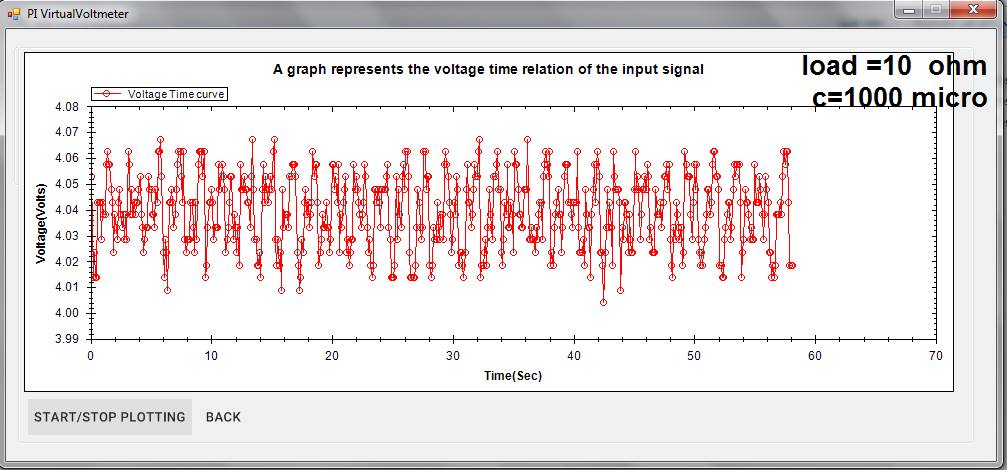 PI VirtualVoltmeter
A graph represents the voltage time relation of the input signal
load =10 ohm
c=1000 micro
Voltage Time curve
4.08
4.07
4.06
4.05
4.04
4.03
4.02
4.01
4.00
3.99
Voltage(Volts)
0 10 20 30 40 50 60 70
Time(Sec)
START/STOP PLOTTING BACK